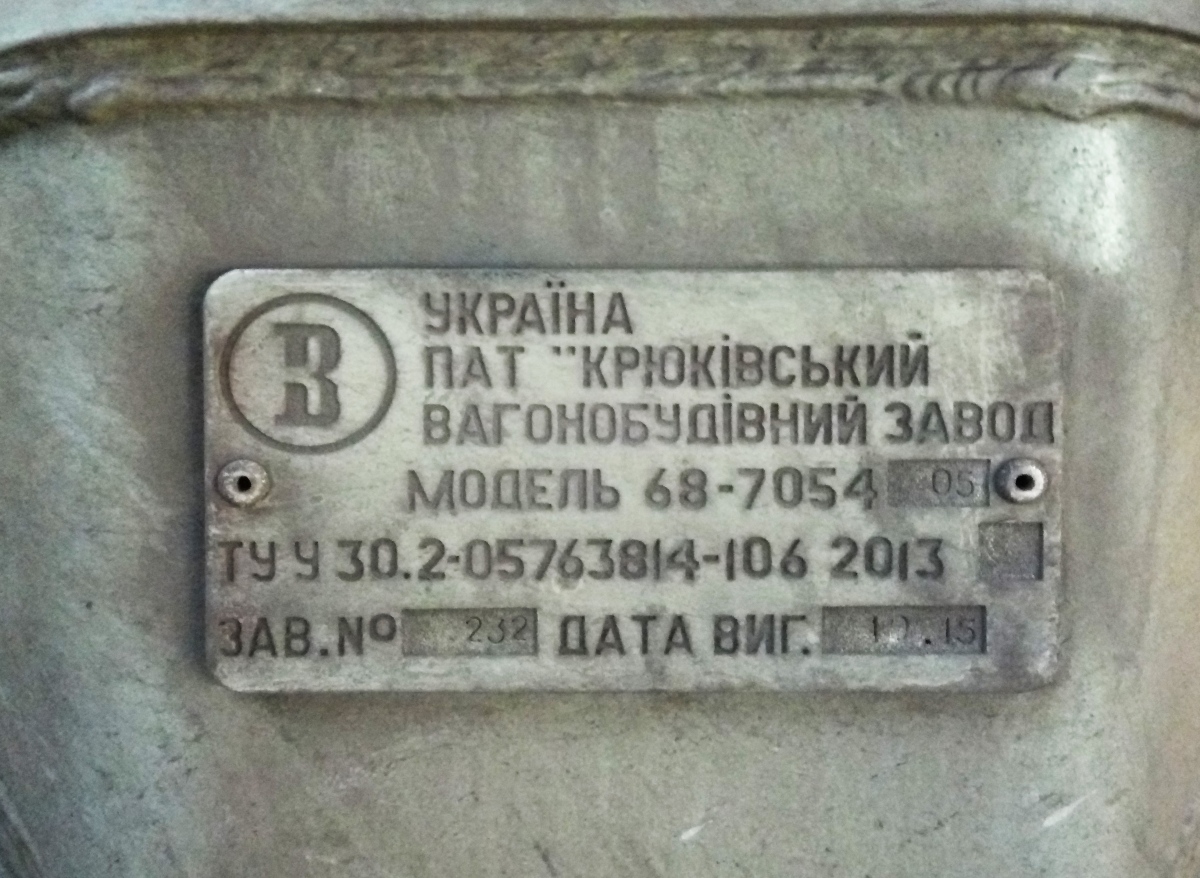 В
УКРАЇНА
ПАТ "КРЮКІВСЬКИЙ
ВАГОНОБУДІВНИЙ ЗАВОД
МОДЕЛЬ 68-7054 05
ТУ У 30.2-05763814-106 2013
ЗАВ.№ 232 ДАТА ВИГ.